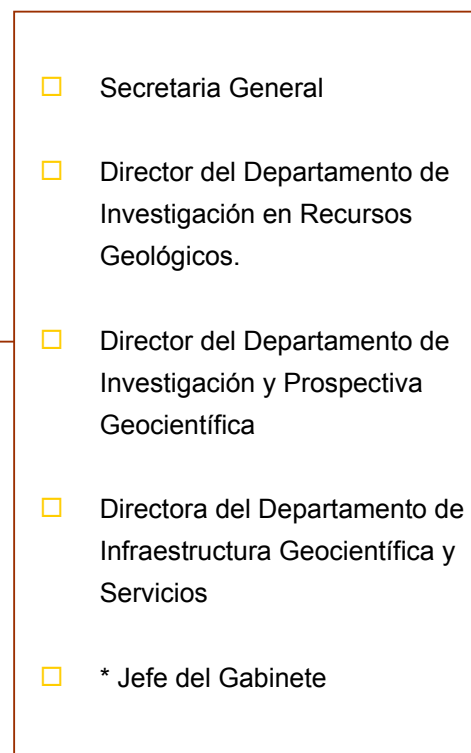 Secretaria General
Director del Departamento de
Investigación en Recursos
Geológicos.
Director del Departamento de
Investigación y Prospectiva
Geocientífica
Directora del Departamento de
Infraestructura Geocientífica y
Servicios
* Jefe del Gabinete